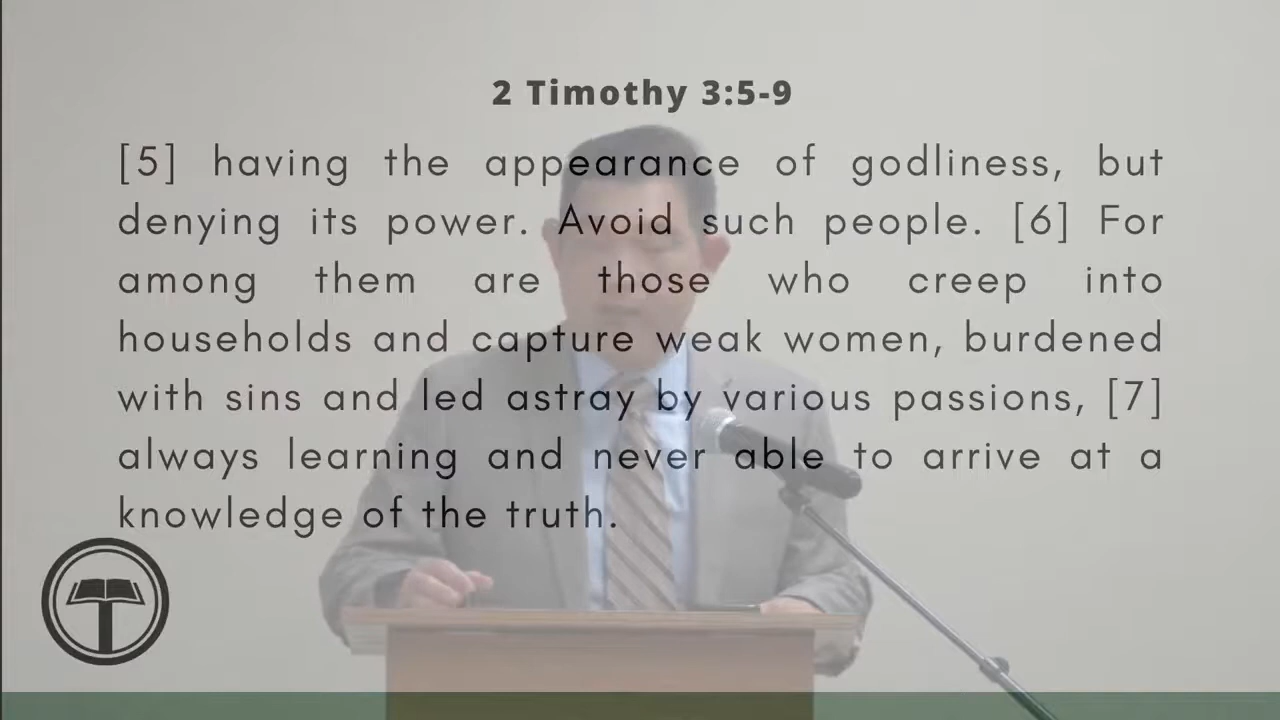 2 Timothy 3:5-9
[5] having the appearance of godliness, but
denying its power. Avoid such people. [6] For
among them are those who creep into
households and capture weak women, burdened
with sins and led astray by various passions, [7]
always learning and never able to arrive at a
knowledge of the truth.